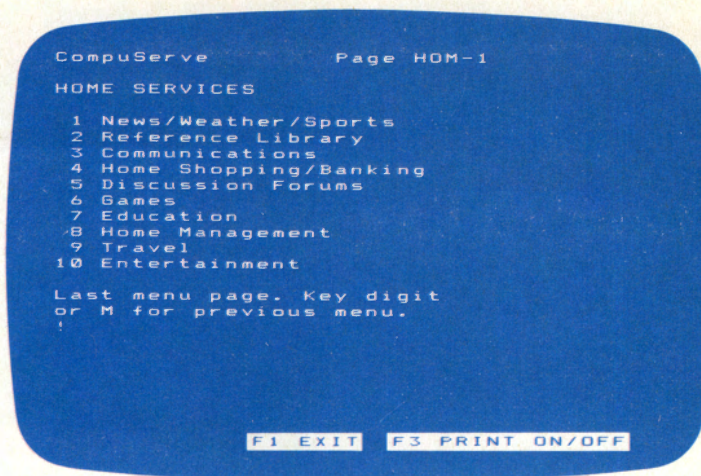 CompuServe Page HOM-1
HOME SERVICES
1 News/Weather/Sports
2 Reference Library
3 Communications
4 Home Shopping/Banking
5 Discussion Forums
6 Games
7 Education
8 Home Management
9 Travel
10 Entertainment
Last menu page. Key digit
or M for previous menu.
!
F1 EXIT F3 PRINT ON/OFF